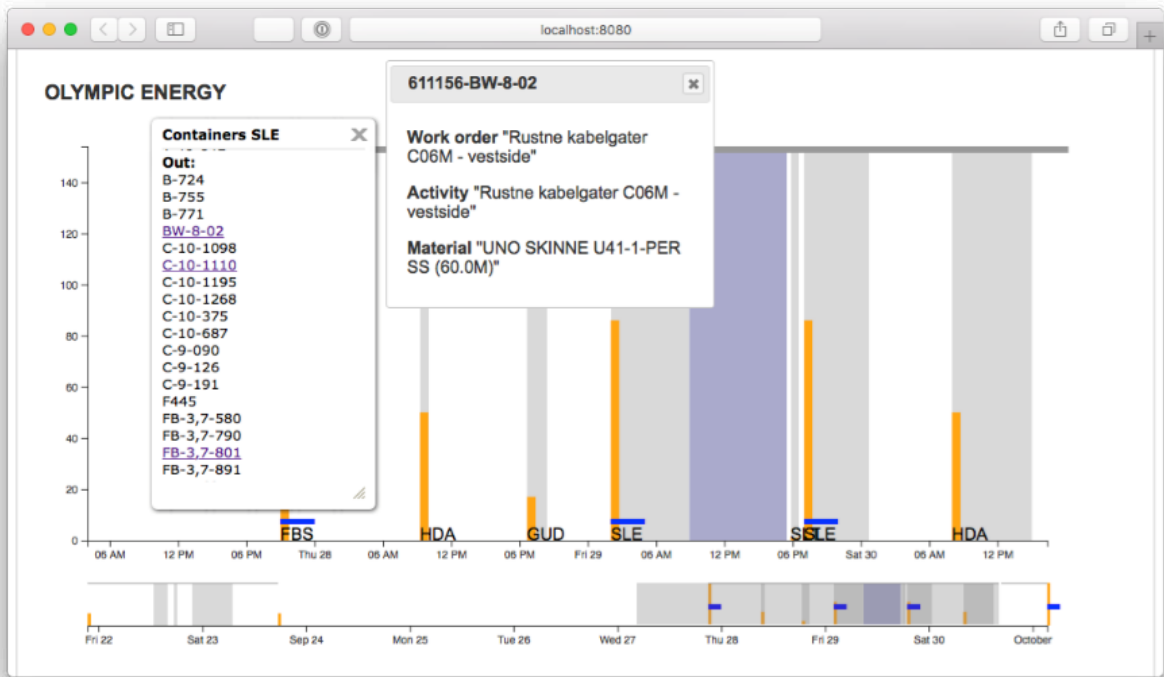 localhost:8080
OLYMPIC ENERGY
611156-BW-8-02
Work order "Rustne kabelgater
C06M - vestside"
Activity "Rustne kabelgater C06M -
vestside"
Material "UNO SKINNE U41-1-PER
SS (60.0M)"
Containers SLE
Out:
B-724
B-755
B-771
BW-8-02
C-10-1098
C-10-1110
C-10-1195
C-10-1268
C-10-375
C-10-687
C-9-090
C-9-126
C-9-191
F445
FB-3,7-580
FB-3,7-790
FB-3,7-801
FB-3,7-891
140
120
100
80
60
40
20
0
FBS HDA GUD SLE SLE HDA
06 AM 12 PM 06 PM Thu 28 06 AM 12 PM 06 PM Fri 29 06 AM 12 PM 06 PM Sat 30 06 AM 12 PM
Fri 22 Sat 23 Sep 24 Mon 25 Tue 26 Wed 27 Thu 28 Fri 29 Sat 30 October